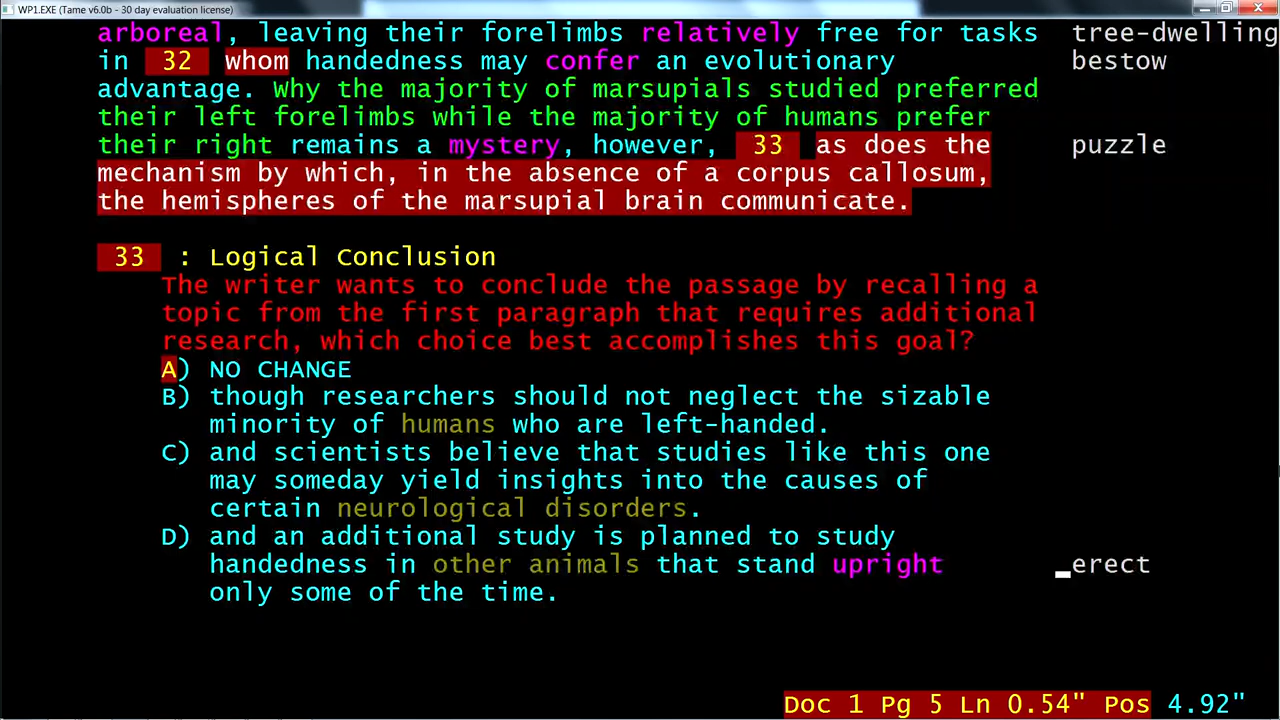 WP1.EXE (Tame v6.0b - 30 day evaluation license)
arboreal, leaving their forelimbs relatively free for tasks tree-dwelling
in 32 whom handedness may confer an evolutionary bestow
advantage. Why the majority of marsupials studied preferred
their left forelimbs while the majority of humans prefer
their right remains a mystery, however, 33 as does the puzzle
mechanism by which, in the absence of a corpus callosum,
the hemispheres of the marsupial brain communicate.
33 : Logical Conclusion
The writer wants to conclude the passage by recalling a
topic from the first paragraph that requires additional
research, which choice best accomplishes this goal?
A) NO CHANGE
B) though researchers should not neglect the sizable
minority of humans who are left-handed.
C) and scientists believe that studies like this one
may someday yield insights into the causes of
certain neurological disorders.
D) and an additional study is planned to study
handedness in other animals that stand upright erect
only some of the time.
Doc 1 Pg 5 Ln 0.54" Pos 4.92"